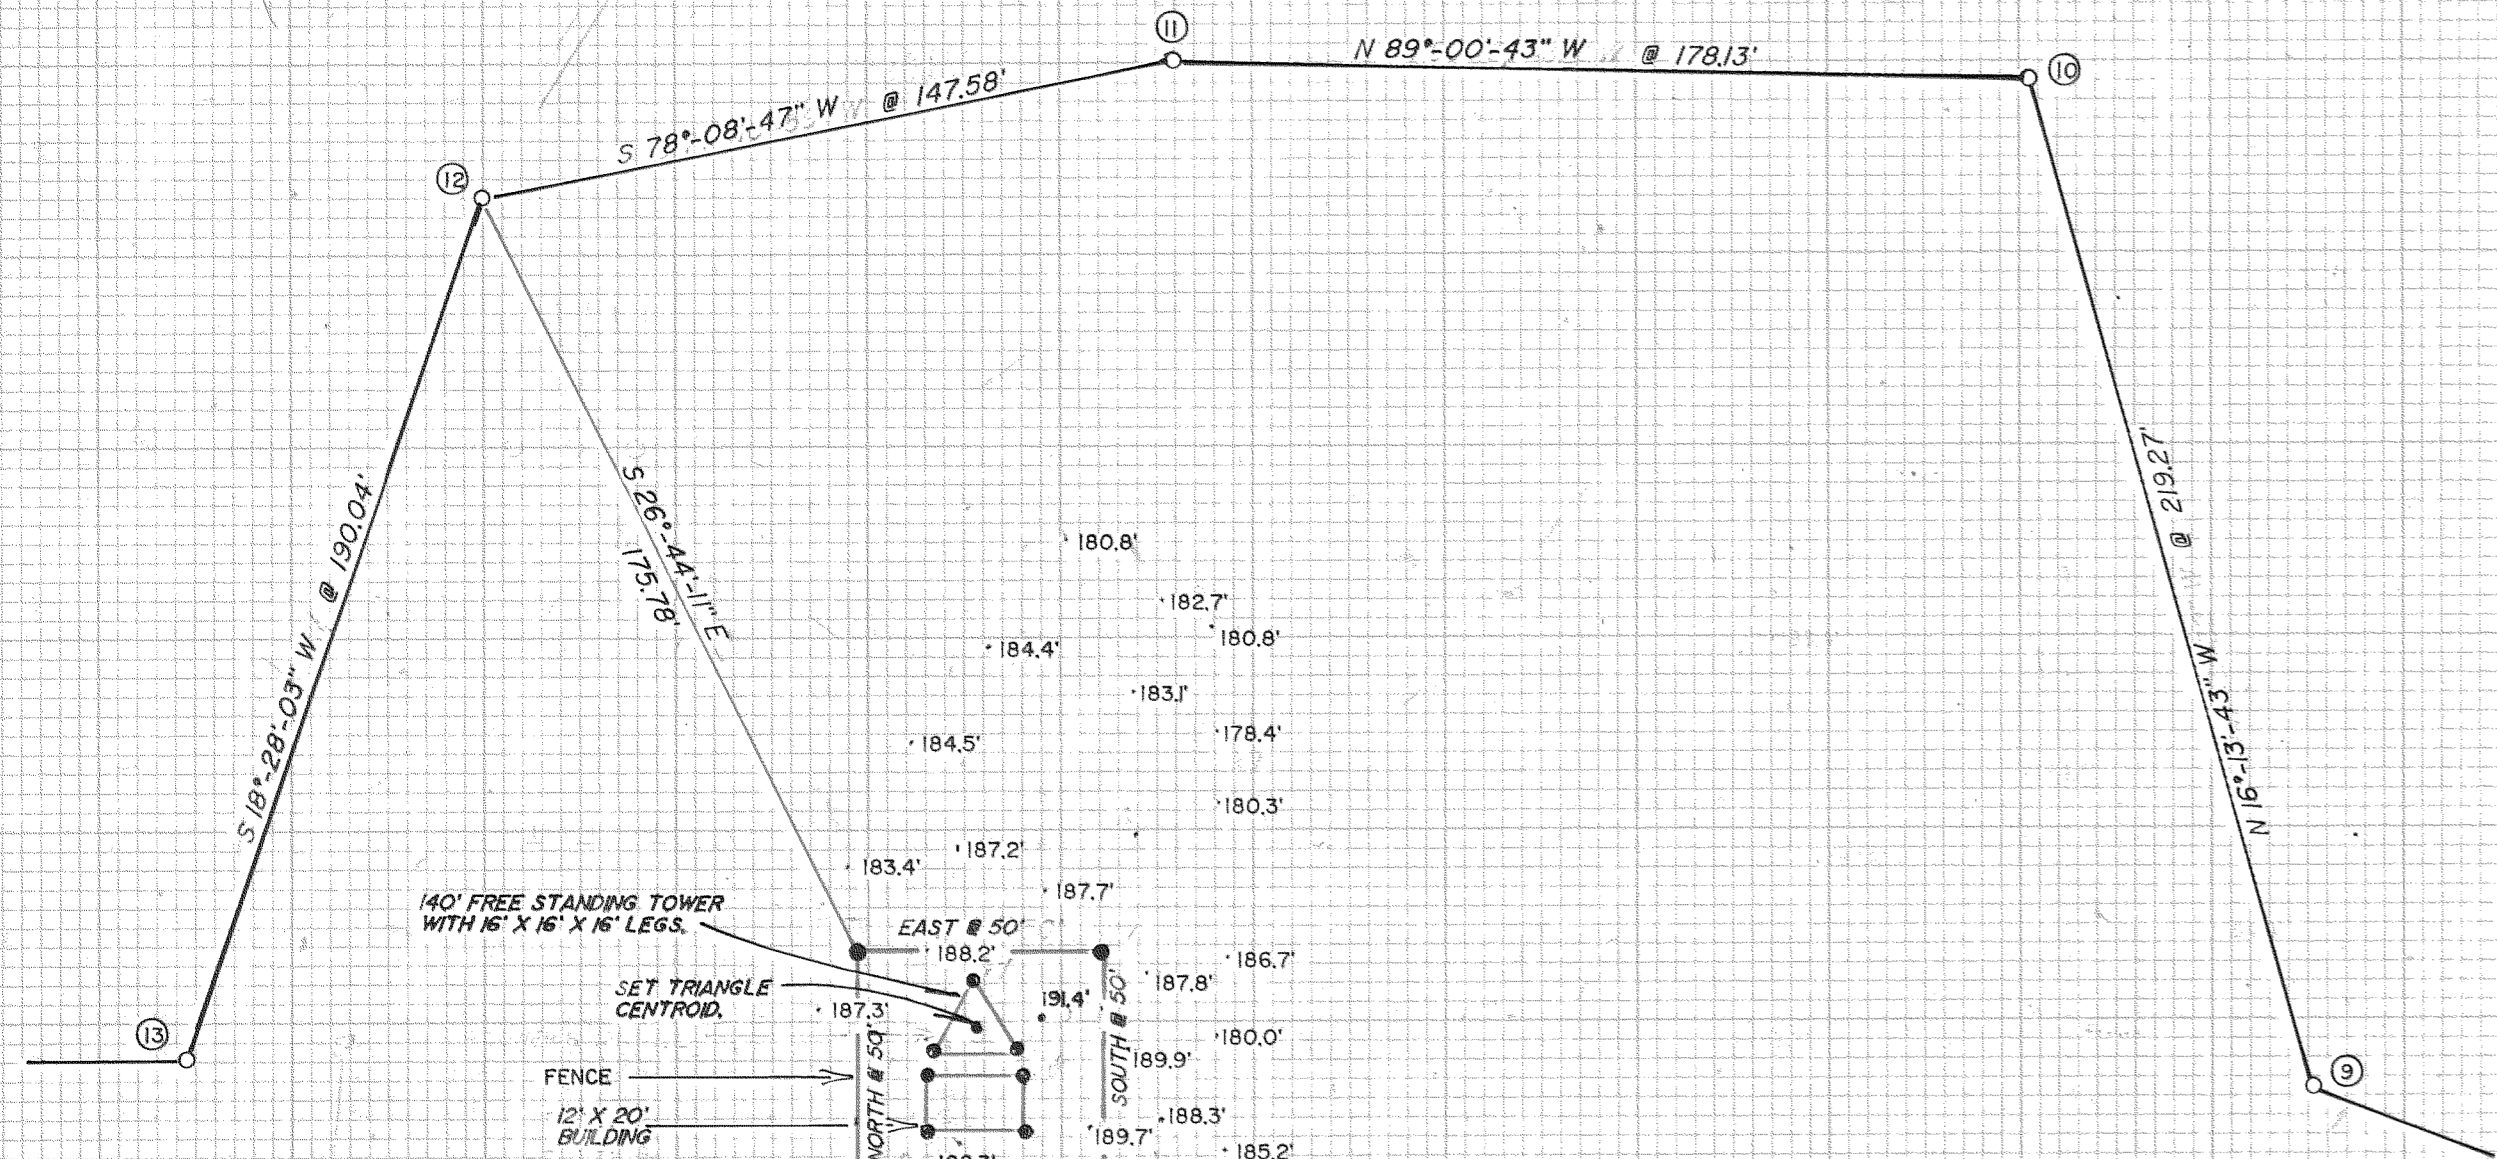 11
N 89°-00'-43" W @ 178.13'
10
S 78°-08'-47" W @ 147.58'
12
S 18°-28'-03" W @ 190.04'
S 26°-44'-11" E
175.78'
N 16°-13'-43" W @ 219.27'
180.8'
182.7'
180.8'
184.4'
183.1'
178.4'
184.5'
180.3'
187.2'
183.4'
187.7'
140' FREE STANDING TOWER
WITH 16' X 16' X 16' LEGS.
EAST @ 50'
188.2'
186.7'
187.8'
SET TRIANGLE
CENTROID.
191.4'
187.3'
13
180.0'
189.9'
NORTH @ 50'
SOUTH @ 50'
FENCE
9
12' X 20'
BUILDING
188.3'
189.7'
185.2'